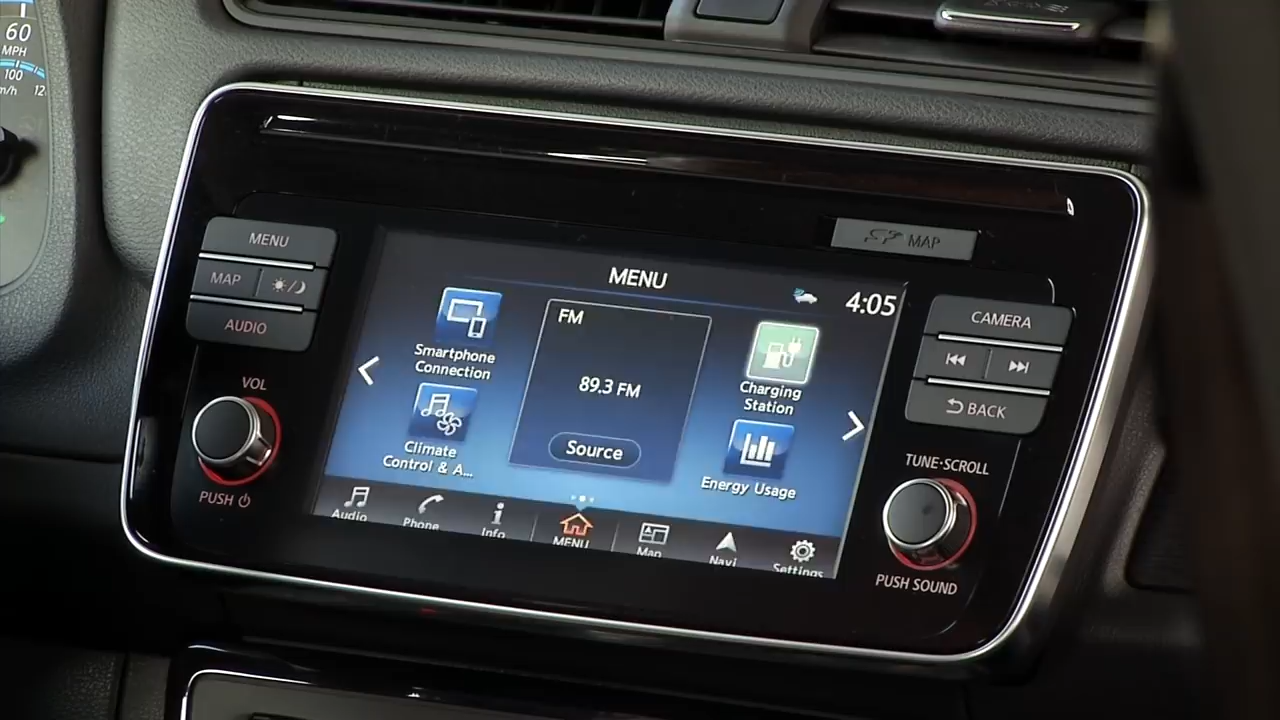 60
MPH
100
12
MENU
MAP
AUDIO
VOL
PUSH
MAP
MENU
4:05
Smartphone
Connection
Climate
Control & A...
FM
89.3 FM
Source
Charging
Station
Energy Usage
Audio
Phone
Info
MENU
Map
Navi
Settings
CAMERA
BACK
TUNE·SCROLL
PUSH SOUND